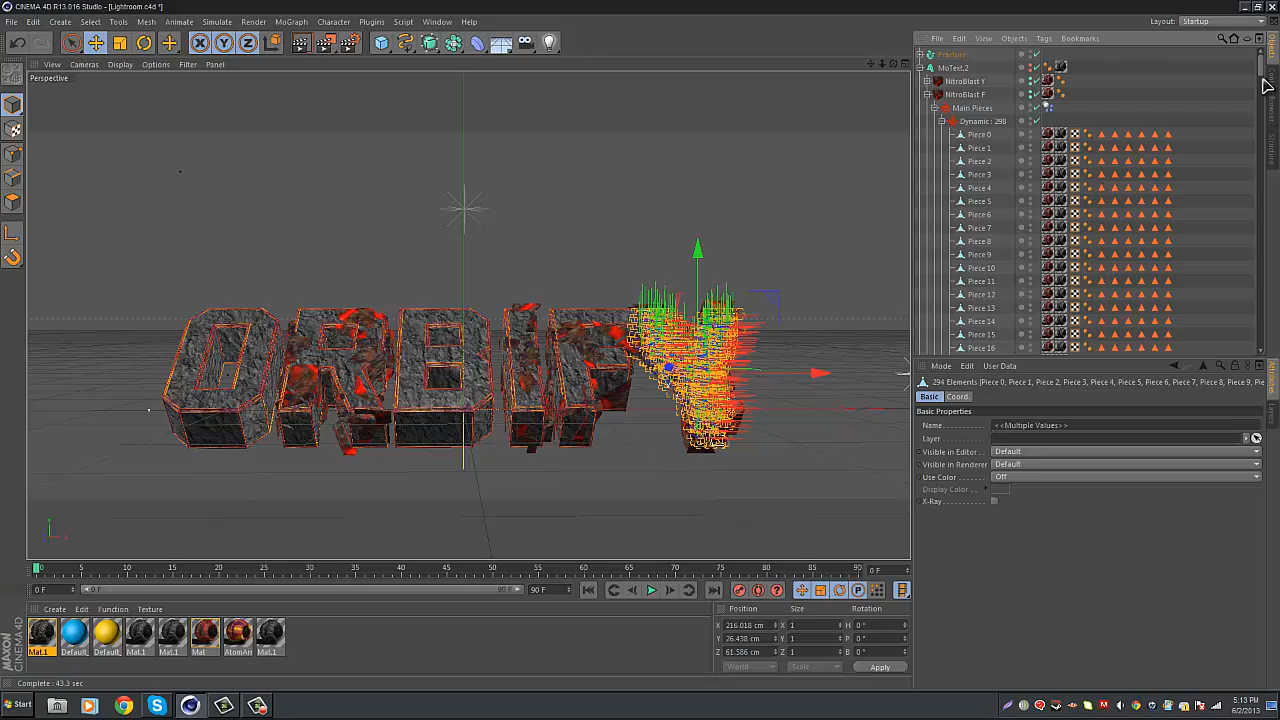 CINEMA 4D R13.016 Studio - [Lightroom.c4d *]
File Edit Create Select Tools Mesh Animate Simulate Render MoGraph Character Plugins Script Window Help
Layout: Startup
File Edit View Objects Tags Bookmarks
View Cameras Display Options Filter Panel
Perspective
Fracture
MoText.2
NitroBlast Y
NitroBlast F
Main Pieces
Dynamic: 298
Piece 0
Piece 1
Piece 2
Piece 3
Piece 4
Piece 5
Piece 6
Piece 7
Piece 8
Piece 9
Piece 10
Piece 11
Piece 12
Piece 13
Piece 14
Piece 15
Piece 16
Objects
Content Browser
Structure
ORBIFY
Mode Edit User Data
294 Elements [Piece 0, Piece 1, Piece 2, Piece 3, Piece 4, Piece 5, Piece 6, Piece 7, Piece 8, Piece 9, Pi
Basic Coord.
Basic Properties
Name <<Multiple Values>>
Layer
Visible in Editor Default
Visible in Renderer Default
Use Color Off
Display Color
X-Ray
Attributes
Layers
Y
X
0 5 10 15 20 25 30 35 40 45 50 55 60 65 70 75 80 85 90
0 F
0 F 0 F 90 F 90 F
Create Edit Function Texture
Mat.1 Default Default Mat.1 Mat.1 Mat AtomArr Mat.1
Position Size Rotation
X 216.018 cm X 1 H 0 °
Y 26.438 cm Y 1 P 0 °
Z 61.586 cm Z 1 B 0 °
World Scale Apply
MAXON CINEMA 4D
Complete : 43.3 sec
Start
5:13 PM
6/2/2013